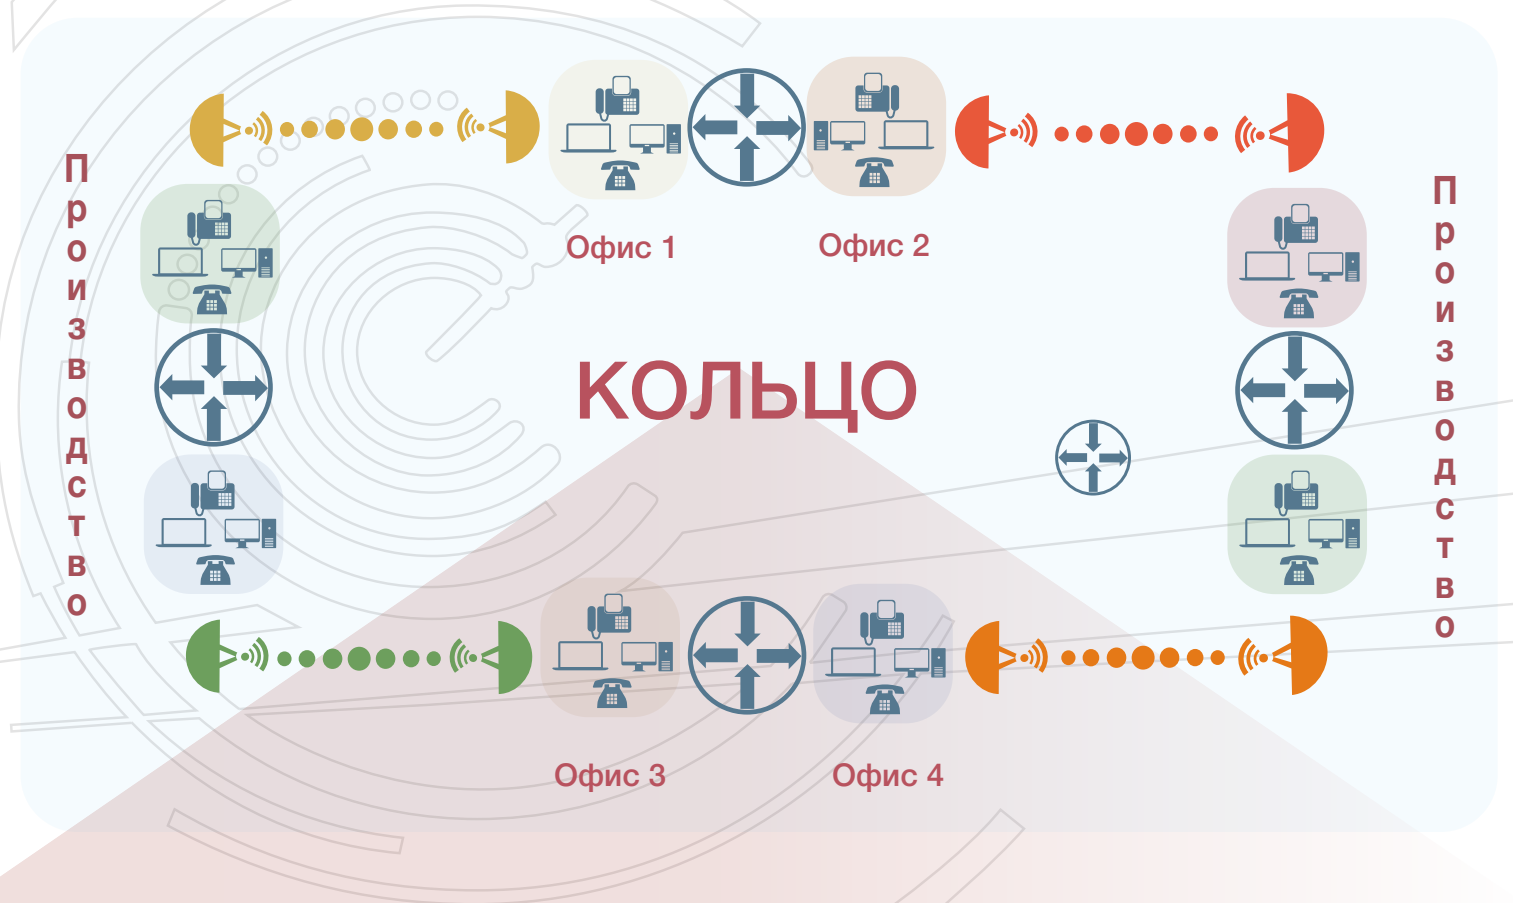 Производство
Офис 1
Офис 2
Производство
КОЛЬЦО
Офис 3
Офис 4